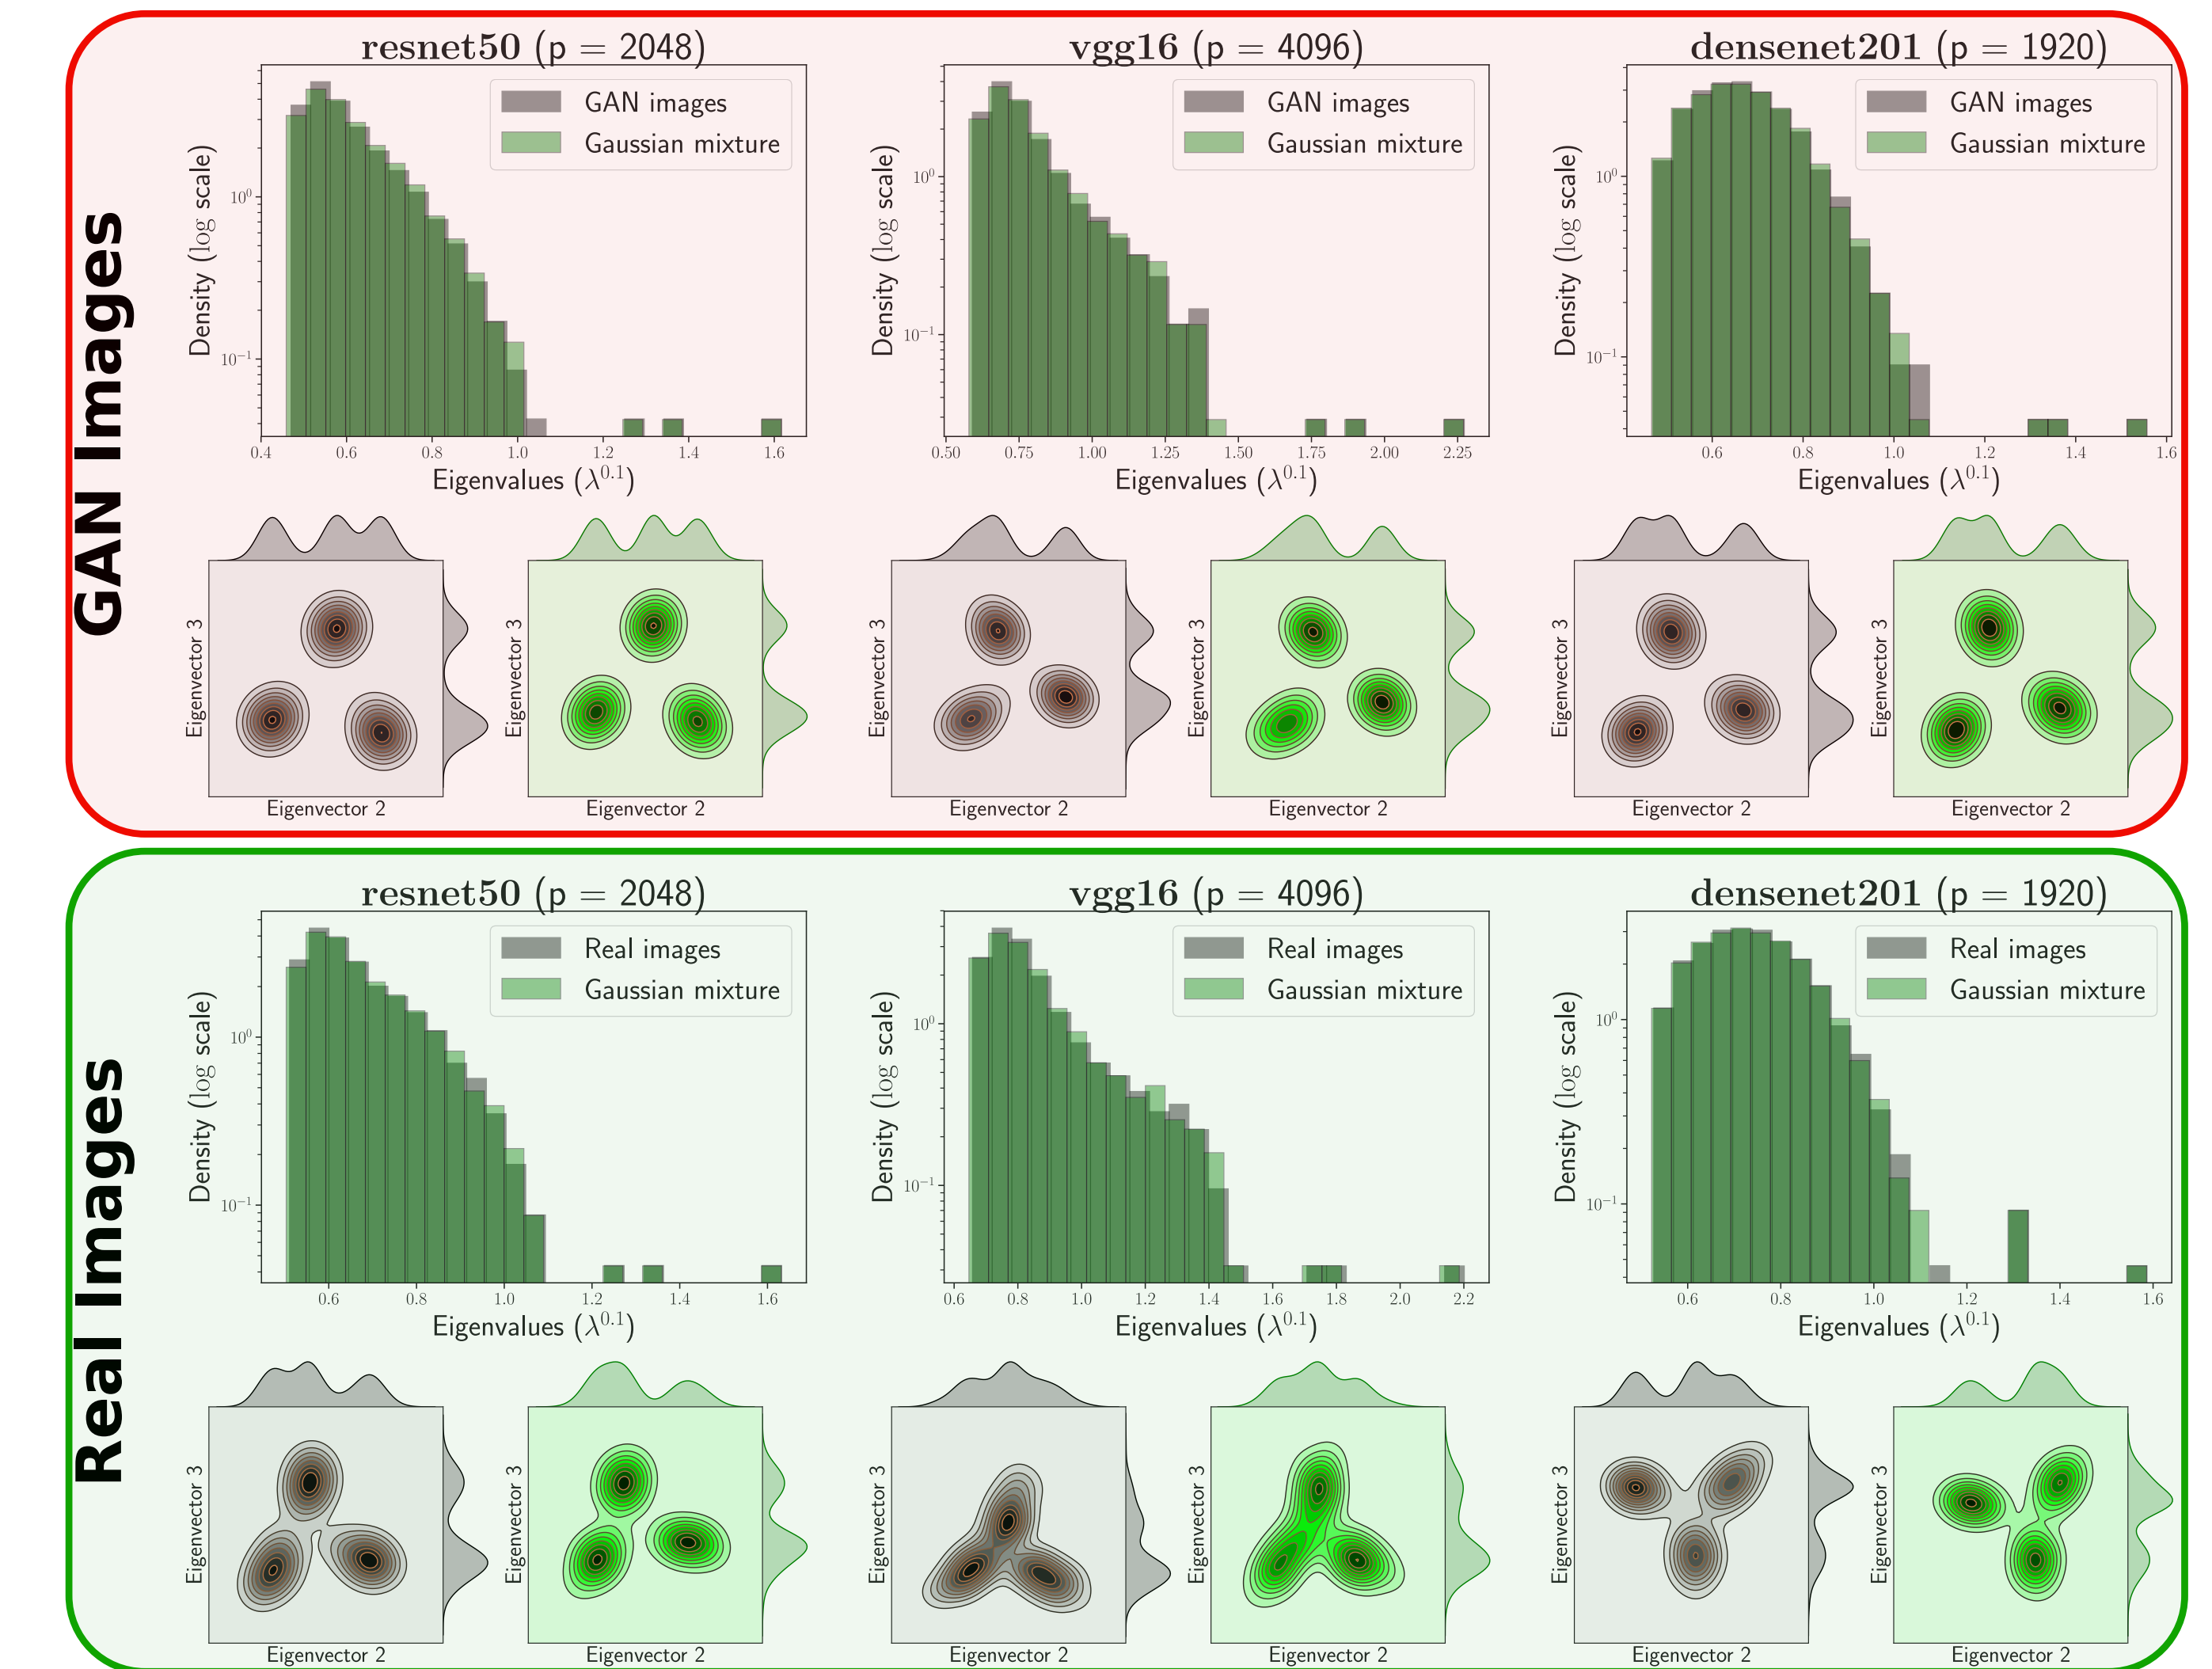 GAN Images
resnet50 (p = 2048)
GAN images
Gaussian mixture
Density (log scale)
10^0
10^{-1}
0.4 0.6 0.8 1.0 1.2 1.4 1.6
Eigenvalues (λ^{0.1})
vgg16 (p = 4096)
GAN images
Gaussian mixture
Density (log scale)
10^0
10^{-1}
0.50 0.75 1.00 1.25 1.50 1.75 2.00 2.25
Eigenvalues (λ^{0.1})
densenet201 (p = 1920)
GAN images
Gaussian mixture
Density (log scale)
10^0
10^{-1}
0.6 0.8 1.0 1.2 1.4 1.6
Eigenvalues (λ^{0.1})
Eigenvector 3
Eigenvector 2
Eigenvector 3
Eigenvector 2
Eigenvector 3
Eigenvector 2
Eigenvector 3
Eigenvector 2
Eigenvector 3
Eigenvector 2
Eigenvector 3
Eigenvector 2
Real Images
resnet50 (p = 2048)
Real images
Gaussian mixture
Density (log scale)
10^0
10^{-1}
0.6 0.8 1.0 1.2 1.4 1.6
Eigenvalues (λ^{0.1})
vgg16 (p = 4096)
Real images
Gaussian mixture
Density (log scale)
10^0
10^{-1}
0.6 0.8 1.0 1.2 1.4 1.6 1.8 2.0 2.2
Eigenvalues (λ^{0.1})
densenet201 (p = 1920)
Real images
Gaussian mixture
Density (log scale)
10^0
10^{-1}
0.6 0.8 1.0 1.2 1.4 1.6
Eigenvalues (λ^{0.1})
Eigenvector 3
Eigenvector 2
Eigenvector 3
Eigenvector 2
Eigenvector 3
Eigenvector 2
Eigenvector 3
Eigenvector 2
Eigenvector 3
Eigenvector 2
Eigenvector 3
Eigenvector 2